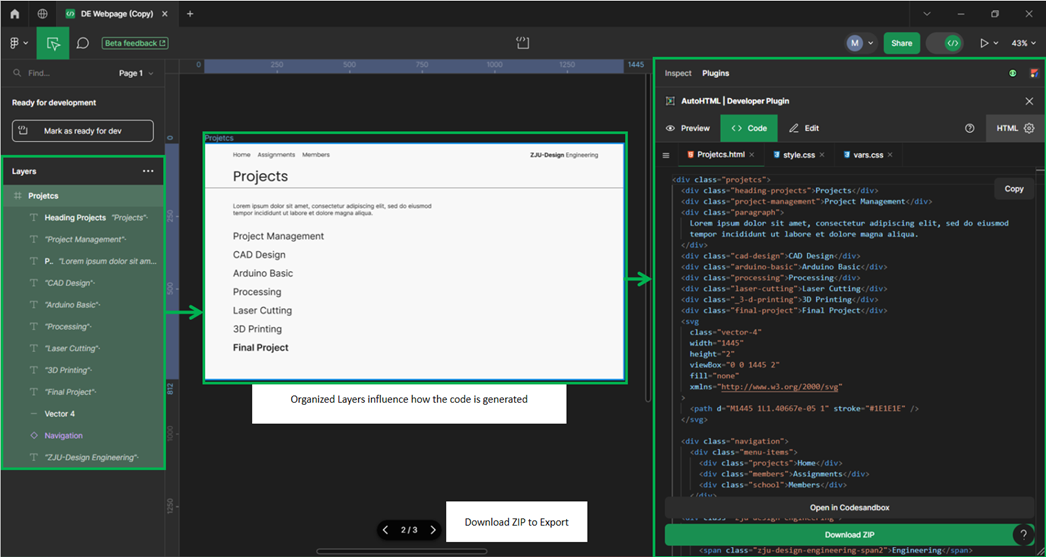 DE Webpage (Copy)
Beta feedback
M
Share
43%
Find...
Page 1
Ready for development
Mark as ready for dev
Layers
Projetcs
Heading Projects "Projects"
"Project Management"
P.. "Lorem ipsum dolor sit am...
"CAD Design"
"Arduino Basic"
"Processing"
"Laser Cutting"
"3D Printing"
"Final Project"
Vector 4
Navigation
"ZJU-Design Engineering"
0 250 500 750 1000 1250 1445
0
250
500
812
1000
1250
Projetcs
Home Assignments Members
ZJU-Design Engineering
Projects
Lorem ipsum dolor sit amet, consectetur adipiscing elit, sed do eiusmod
tempor incididunt ut labore et dolore magna aliqua.
Project Management
CAD Design
Arduino Basic
Processing
Laser Cutting
3D Printing
Final Project
Organized Layers influence how the code is generated
2 / 3
Download ZIP to Export
Inspect Plugins
AutoHTML | Developer Plugin
Preview
<> Code
Edit
HTML
Projetcs.html
style.css
vars.css
Copy
<div class="projetcs">
<div class="heading-projects">Projects</div>
<div class="project-management">Project Management</div>
<div class="paragraph">
Lorem ipsum dolor sit amet, consectetur adipiscing elit, sed do eiusmod
tempor incididunt ut labore et dolore magna aliqua.
</div>
<div class="cad-design">CAD Design</div>
<div class="arduino-basic">Arduino Basic</div>
<div class="processing">Processing</div>
<div class="laser-cutting">Laser Cutting</div>
<div class="_3-d-printing">3D Printing</div>
<div class="final-project">Final Project</div>
<svg
class="vector-4"
width="1445"
height="2"
viewBox="0 0 1445 2"
fill="none"
xmlns="http://www.w3.org/2000/svg"
>
<path d="M1445 1L1.40667e-05 1" stroke="#1E1E1E" />
</svg>
<div class="navigation">
<div class="menu-items">
<div class="projects">Home</div>
<div class="members">Assignments</div>
<div class="school">Members</div>
</div>
Open in Codesandbox
Download ZIP
?
<span class="zju-design-engineering-span2">Engineering</span>